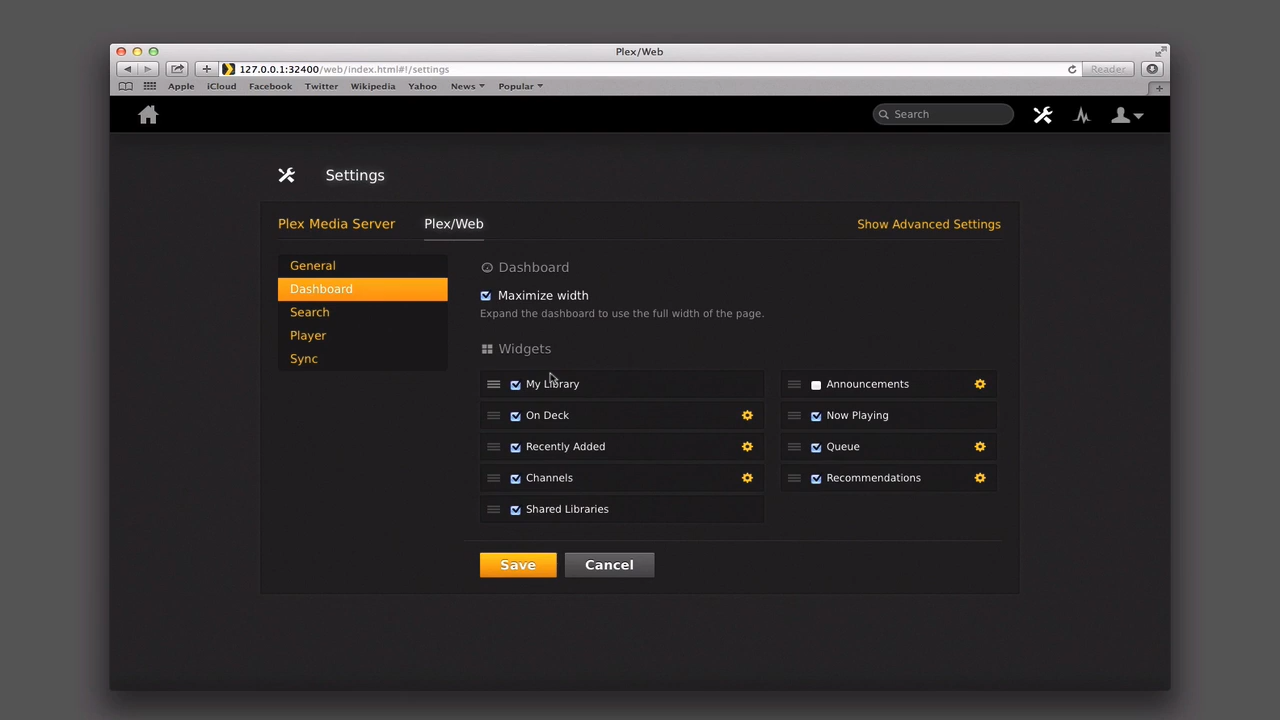 Plex/Web
127.0.0.1:32400/web/index.html#!/settings
Reader
Apple iCloud Facebook Twitter Wikipedia Yahoo News Popular
Search
Settings
Plex Media Server Plex/Web Show Advanced Settings
General
Dashboard
Search
Player
Sync
Dashboard
Maximize width
Expand the dashboard to use the full width of the page.
Widgets
My Library
On Deck
Recently Added
Channels
Shared Libraries
Announcements
Now Playing
Queue
Recommendations
Save Cancel